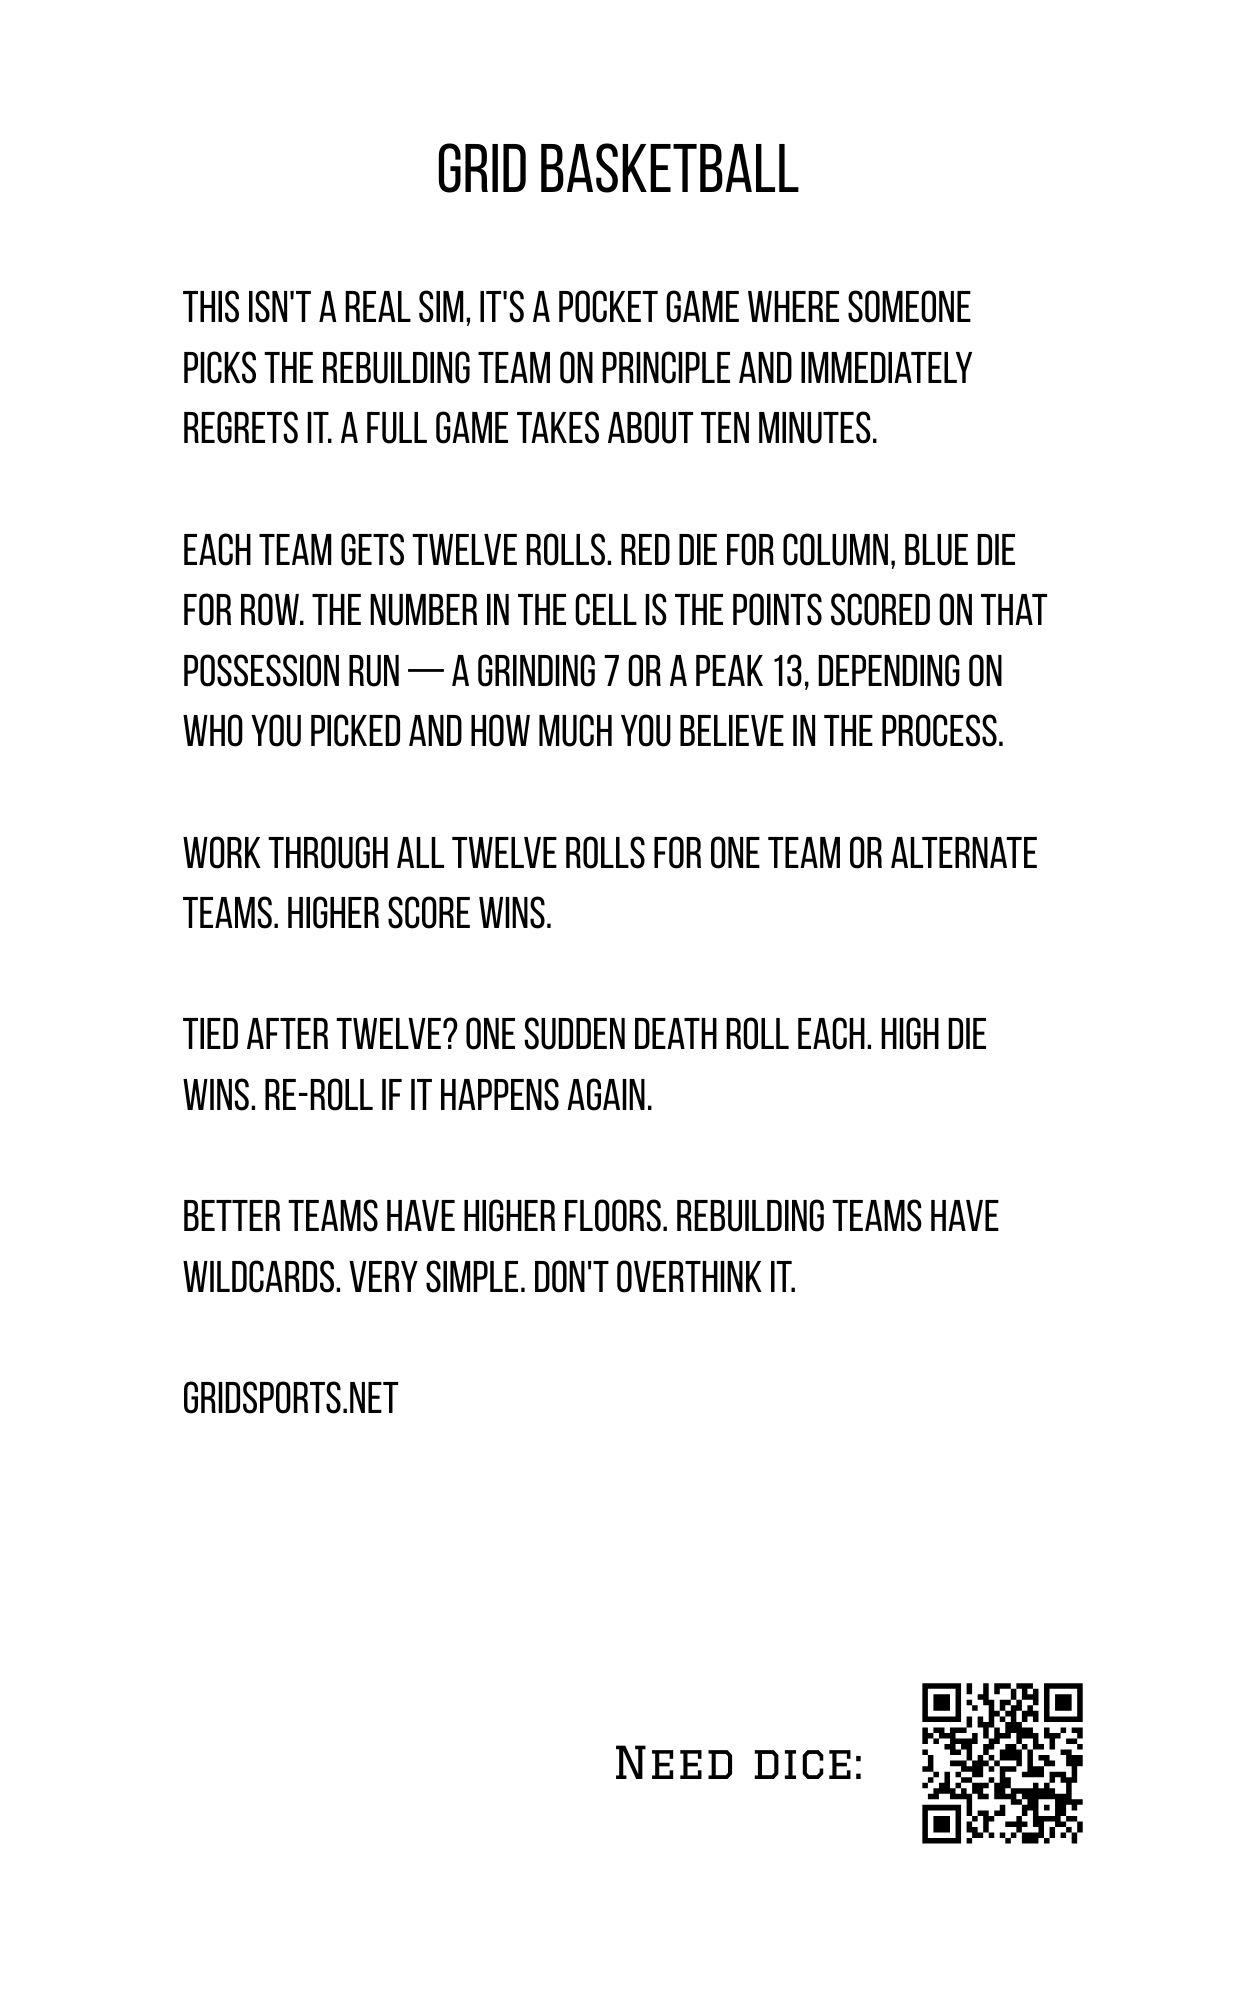 GRID BASKETBALL
THIS ISN'T A REAL SIM, IT'S A POCKET GAME WHERE SOMEONE
PICKS THE REBUILDING TEAM ON PRINCIPLE AND IMMEDIATELY
REGRETS IT. A FULL GAME TAKES ABOUT TEN MINUTES.
EACH TEAM GETS TWELVE ROLLS. RED DIE FOR COLUMN, BLUE DIE
FOR ROW. THE NUMBER IN THE CELL IS THE POINTS SCORED ON THAT
POSSESSION RUN — A GRINDING 7 OR A PEAK 13, DEPENDING ON
WHO YOU PICKED AND HOW MUCH YOU BELIEVE IN THE PROCESS.
WORK THROUGH ALL TWELVE ROLLS FOR ONE TEAM OR ALTERNATE
TEAMS. HIGHER SCORE WINS.
TIED AFTER TWELVE? ONE SUDDEN DEATH ROLL EACH. HIGH DIE
WINS. RE-ROLL IF IT HAPPENS AGAIN.
BETTER TEAMS HAVE HIGHER FLOORS. REBUILDING TEAMS HAVE
WILDCARDS. VERY SIMPLE. DON'T OVERTHINK IT.
GRIDSPORTS.NET
NEED DICE: